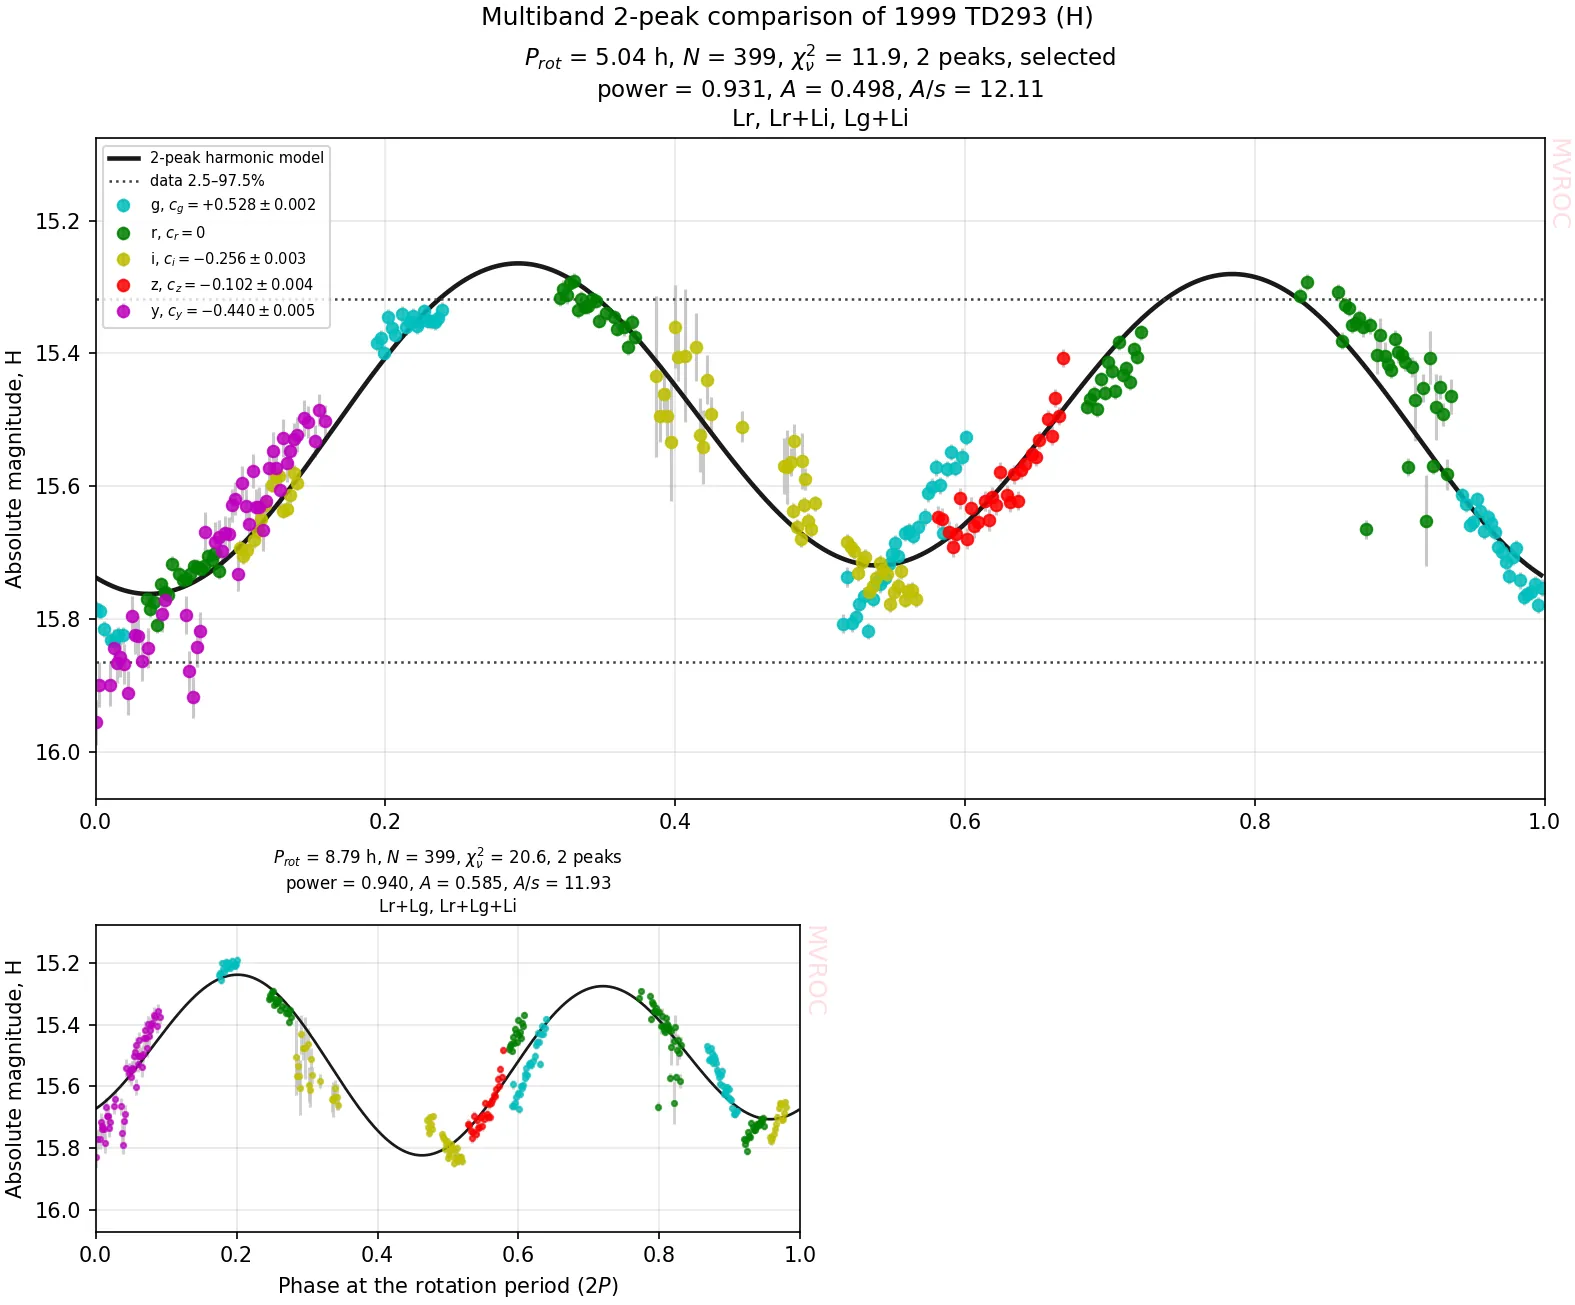 Multiband 2-peak comparison of 1999 TD293 (H)
P_rot = 5.04 h, N = 399, χ²_ν = 11.9, 2 peaks, selected
power = 0.931, A = 0.498, A/s = 12.11
Lr, Lr+Li, Lg+Li
2-peak harmonic model
data 2.5–97.5%
g, c_g = +0.528 ± 0.002
r, c_r = 0
i, c_i = −0.256 ± 0.003
z, c_z = −0.102 ± 0.004
y, c_y = −0.440 ± 0.005
MVROC
Absolute magnitude, H
15.2
15.4
15.6
15.8
16.0
0.0 0.2 0.4 0.6 0.8 1.0
P_rot = 8.79 h, N = 399, χ²_ν = 20.6, 2 peaks
power = 0.940, A = 0.585, A/s = 11.93
Lr+Lg, Lr+Lg+Li
MVROC
Absolute magnitude, H
15.2
15.4
15.6
15.8
16.0
0.0 0.2 0.4 0.6 0.8 1.0
Phase at the rotation period (2P)